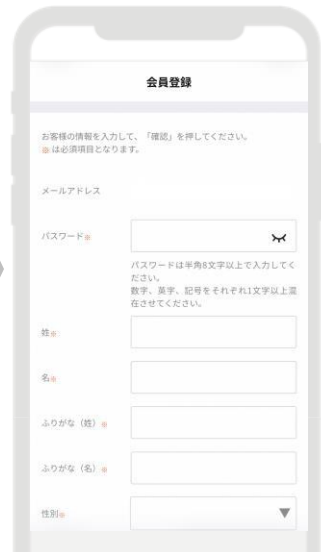 会員登録
お客様の情報を入力して、「確認」を押してください。
※は必須項目となります。
メールアドレス
パスワード※
パスワードは半角8文字以上で入力してく
ださい。
数字、英字、記号をそれぞれ1文字以上混
在させてください。
姓※
名※
ふりがな（姓）※
ふりがな（名）※
性別※